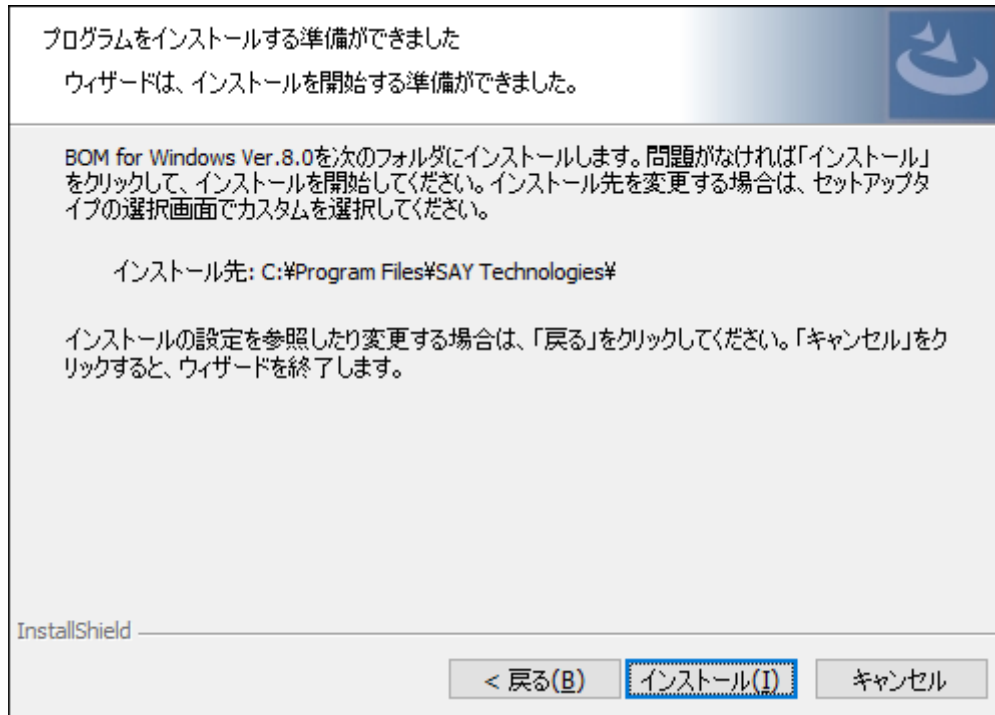 プログラムをインストールする準備ができました
ウィザードは、インストールを開始する準備ができました。
BOM for Windows Ver.8.0を次のフォルダにインストールします。問題がなければ「インストール」
をクリックして、インストールを開始してください。インストール先を変更する場合は、セットアップタ
イプの選択画面でカスタムを選択してください。
インストール先: C:¥Program Files¥SAY Technologies¥
インストールの設定を参照したり変更する場合は、「戻る」をクリックしてください。「キャンセル」をク
リックすると、ウィザードを終了します。
InstallShield
< 戻る(B)
インストール(I)
キャンセル